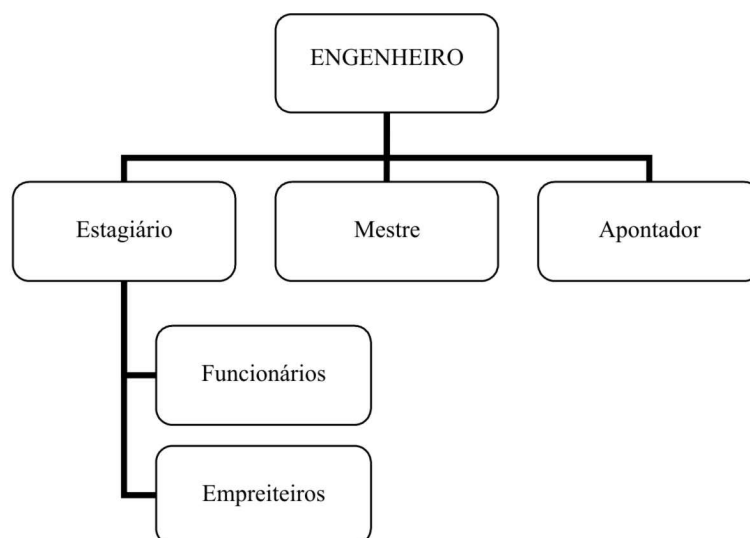 ENGENHEIRO
Estagiário
Mestre
Apontador
Funcionários
Empreiteiros